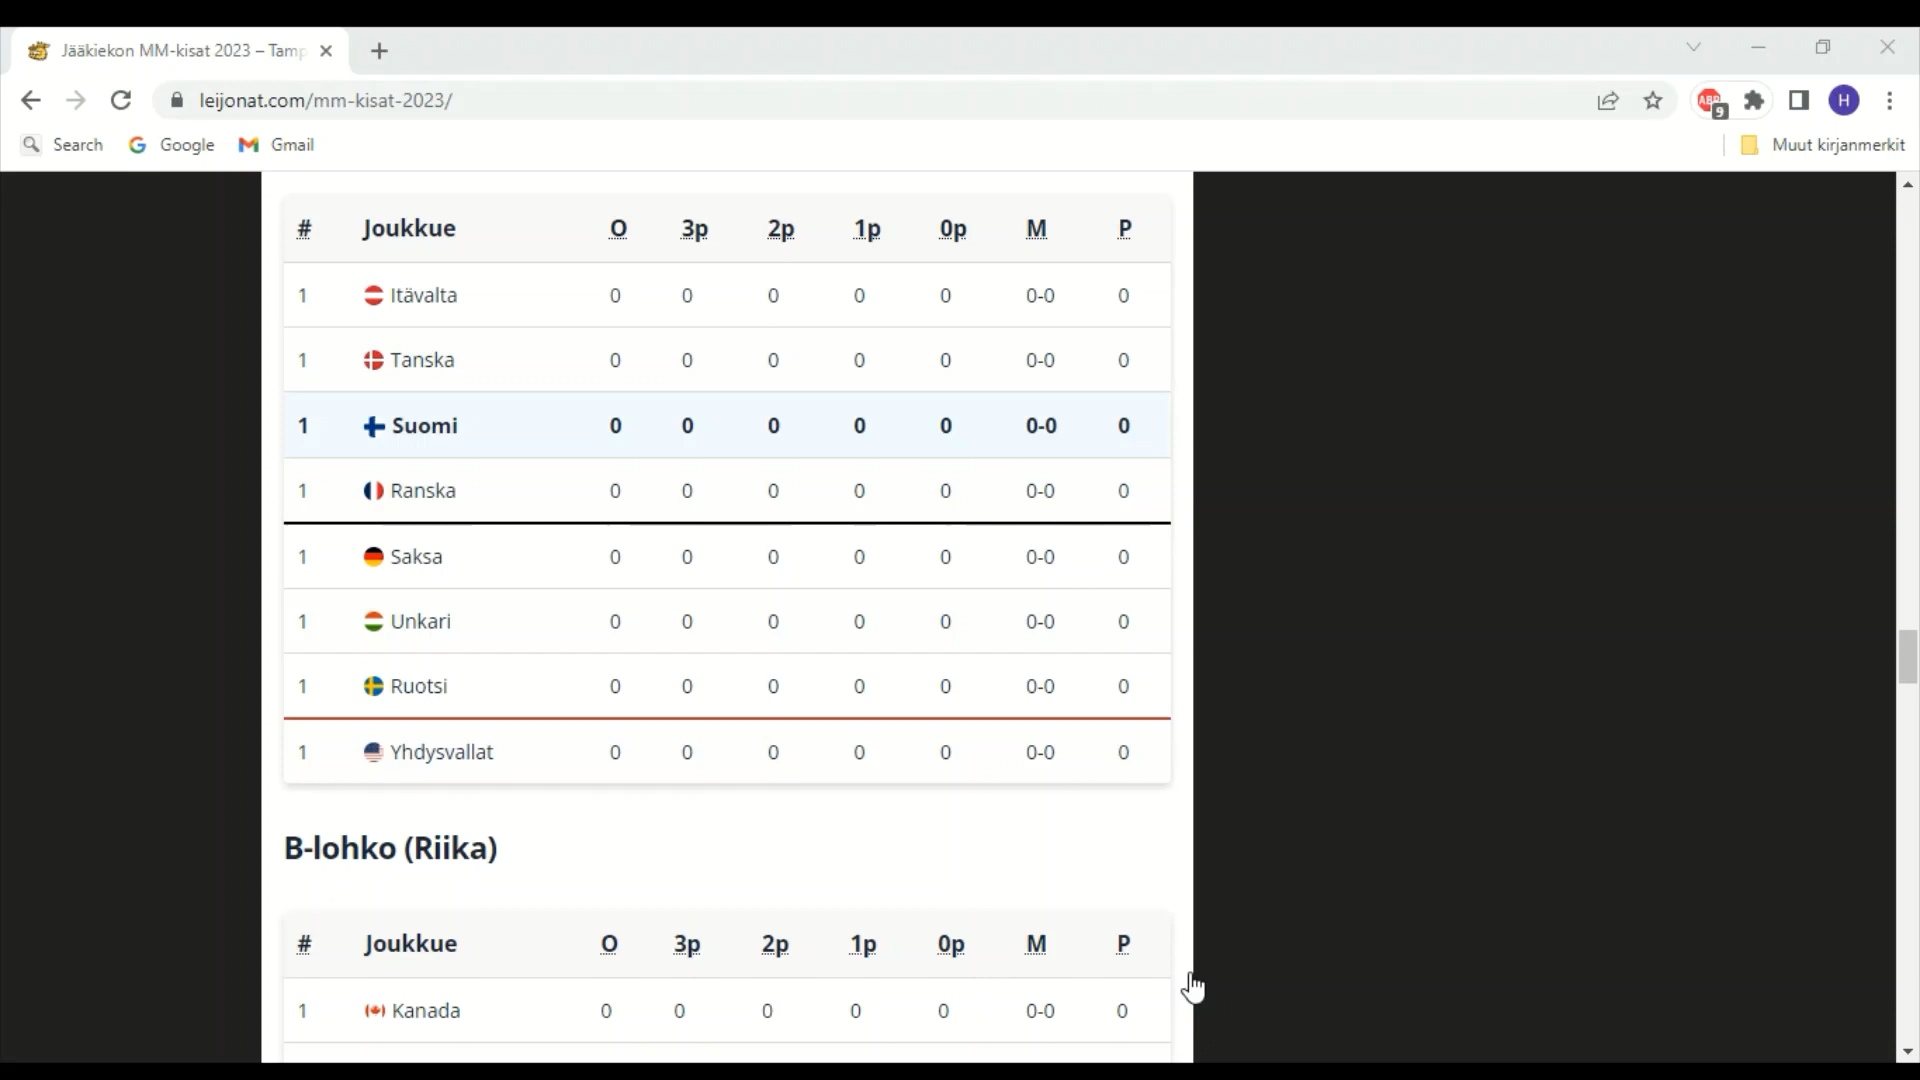 Jääkiekon MM-kisat 2023 – Tamp
leijonat.com/mm-kisat-2023/
ABP 9 H
Search Google Gmail Muut kirjanmerkit
# Joukkue O 3p 2p 1p 0p M P
1 Itävalta 0 0 0 0 0 0-0 0
1 Tanska 0 0 0 0 0 0-0 0
1 Suomi 0 0 0 0 0 0-0 0
1 Ranska 0 0 0 0 0 0-0 0
1 Saksa 0 0 0 0 0 0-0 0
1 Unkari 0 0 0 0 0 0-0 0
1 Ruotsi 0 0 0 0 0 0-0 0
1 Yhdysvallat 0 0 0 0 0 0-0 0
B-lohko (Riika)
# Joukkue O 3p 2p 1p 0p M P
1 Kanada 0 0 0 0 0 0-0 0